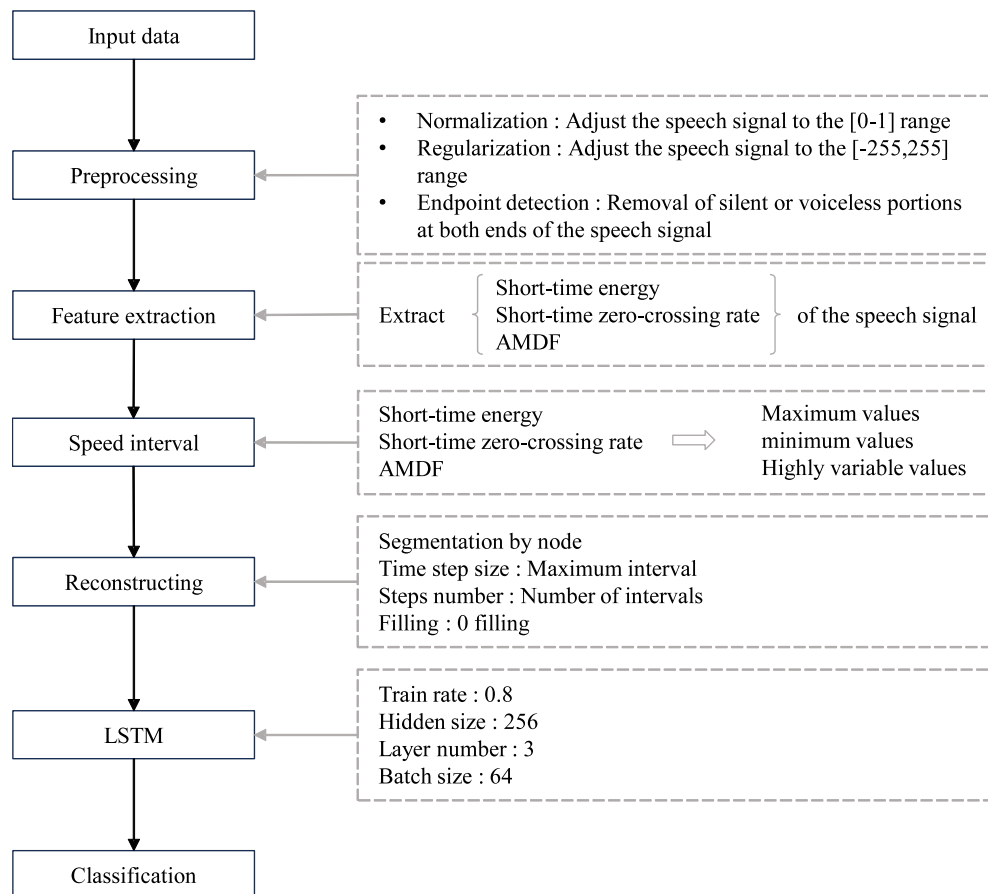 Input data
• Normalization : Adjust the speech signal to the [0-1] range
• Regularization : Adjust the speech signal to the [-255,255]
range
• Endpoint detection : Removal of silent or voiceless portions
at both ends of the speech signal
Preprocessing
Feature extraction
Extract
Short-time energy
Short-time zero-crossing rate
AMDF
of the speech signal
Speed interval
Short-time energy
Short-time zero-crossing rate
AMDF
Maximum values
minimum values
Highly variable values
Reconstructing
Segmentation by node
Time step size : Maximum interval
Steps number : Number of intervals
Filling : 0 filling
LSTM
Train rate : 0.8
Hidden size : 256
Layer number : 3
Batch size : 64
Classification